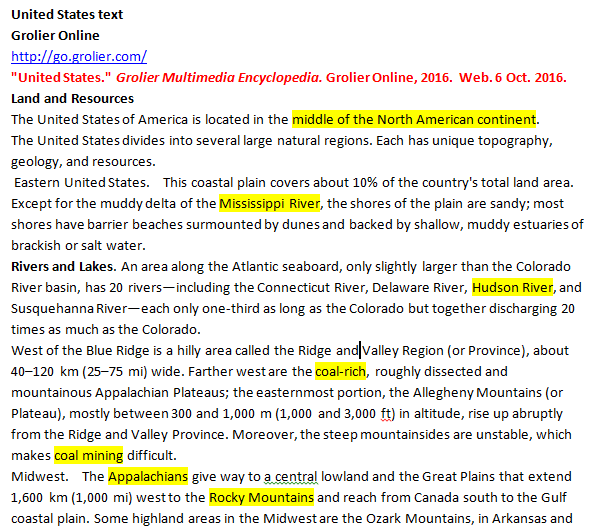 United States text
Grolier Online
http://go.grolier.com/
"United States." Grolier Multimedia Encyclopedia. Grolier Online, 2016. Web. 6 Oct. 2016.
Land and Resources
The United States of America is located in the middle of the North American continent.
The United States divides into several large natural regions. Each has unique topography,
geology, and resources.
Eastern United States. This coastal plain covers about 10% of the country's total land area.
Except for the muddy delta of the Mississippi River, the shores of the plain are sandy; most
shores have barrier beaches surmounted by dunes and backed by shallow, muddy estuaries of
brackish or salt water.
Rivers and Lakes. An area along the Atlantic seaboard, only slightly larger than the Colorado
River basin, has 20 rivers—including the Connecticut River, Delaware River, Hudson River, and
Susquehanna River—each only one-third as long as the Colorado but together discharging 20
times as much as the Colorado.
West of the Blue Ridge is a hilly area called the Ridge and Valley Region (or Province), about
40–120 km (25–75 mi) wide. Farther west are the coal-rich, roughly dissected and
mountainous Appalachian Plateaus; the easternmost portion, the Allegheny Mountains (or
Plateau), mostly between 300 and 1,000 m (1,000 and 3,000 ft) in altitude, rise up abruptly
from the Ridge and Valley Province. Moreover, the steep mountainsides are unstable, which
makes coal mining difficult.
Midwest. The Appalachians give way to a central lowland and the Great Plains that extend
1,600 km (1,000 mi) west to the Rocky Mountains and reach from Canada south to the Gulf
coastal plain. Some highland areas in the Midwest are the Ozark Mountains, in Arkansas and